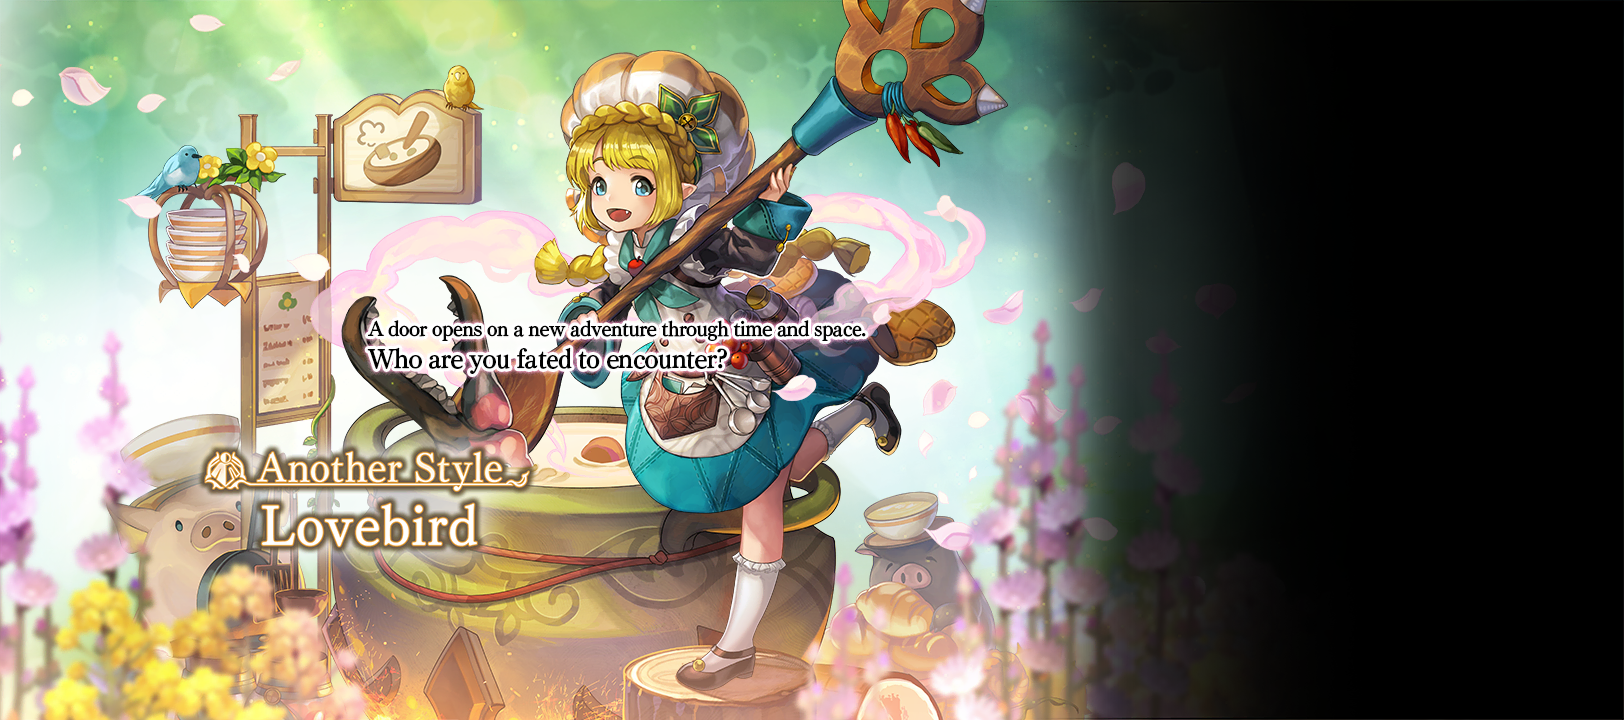 A door opens on a new adventure through time and space.
Who are you fated to encounter?
Another Style
Lovebird